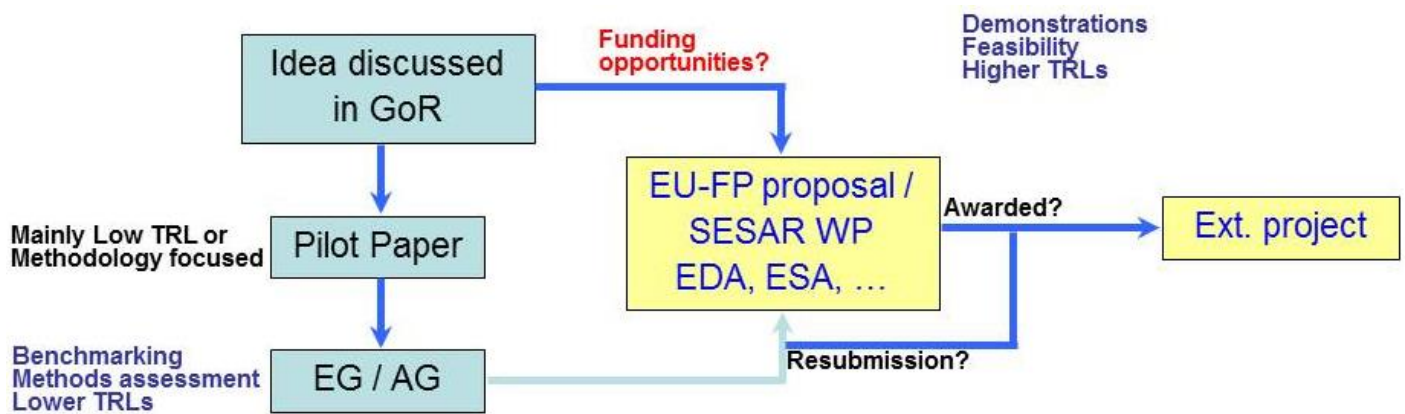 Idea discussed
in GoR
Funding
opportunities?
Demonstrations
Feasibility
Higher TRLs
Mainly Low TRL or
Methodology focused
Pilot Paper
EU-FP proposal /
SESAR WP
EDA, ESA, …
Awarded?
Ext. project
Benchmarking
Methods assessment
Lower TRLs
EG / AG
Resubmission?